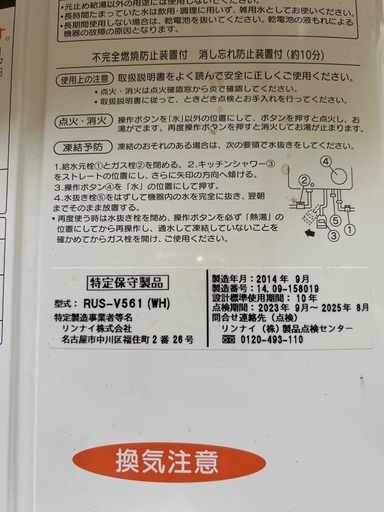 ・元止め給湯以外の用途には使用しないでください。
・長時間たまっていた水は飲用・調理に用いず、雑用水としてお使いください。
・長期間使用しない場合は、乾電池を抜いてください。乾電池の液もれによる
機器の故障の原因になります。
不完全燃焼防止装置付 消し忘れ防止装置付(約10分)
使用上の注意 取扱説明書をよく読んで安全に正しくご使用ください。
・点火・消火は点火確認窓から炎で確認してください。
・取扱説明書に従って、ときどき点検とお手入れを行ってください。
点火・消火 操作ボタンを「水」以外の位置にして、ボタンを押すと点火し、お
湯がでます。再度操作ボタンを押すと消火してお湯が止まります。
凍結予防 凍結のおそれのある場合は、次の要領で水抜きをしてください。
1.給水元栓①とガス栓②を閉める。2.キッチンシャワー③
をストレートの位置にし、さらに矢印の方向へ傾ける。
3.操作ボタン④を「水」の位置にして押す。
4.水抜き栓⑤をはずして機器内の水を完全に抜き、翌朝
までそのまま放置する。
・再度使う時は水抜き栓を閉め、操作ボタンを必ず「熱湯」の
位置にしてから再操作し、過水して凍結していないことを
確かめてからガス栓を開け、ご使用ください。
④
②
⑤
③
①
特定保守製品
型式: RUS-V561 (WH)
特定製造事業者等名
リンナイ株式会社
名古屋市中川区福住町2番26号
製造年月: 2014年 9月
製造番号: 14.09-158019
設計標準使用期間: 10年
点検期間: 2023年 9月～2025年 8月
問合せ連絡先(点検)
リンナイ(株)製品点検センター
0120-493-110
換気注意